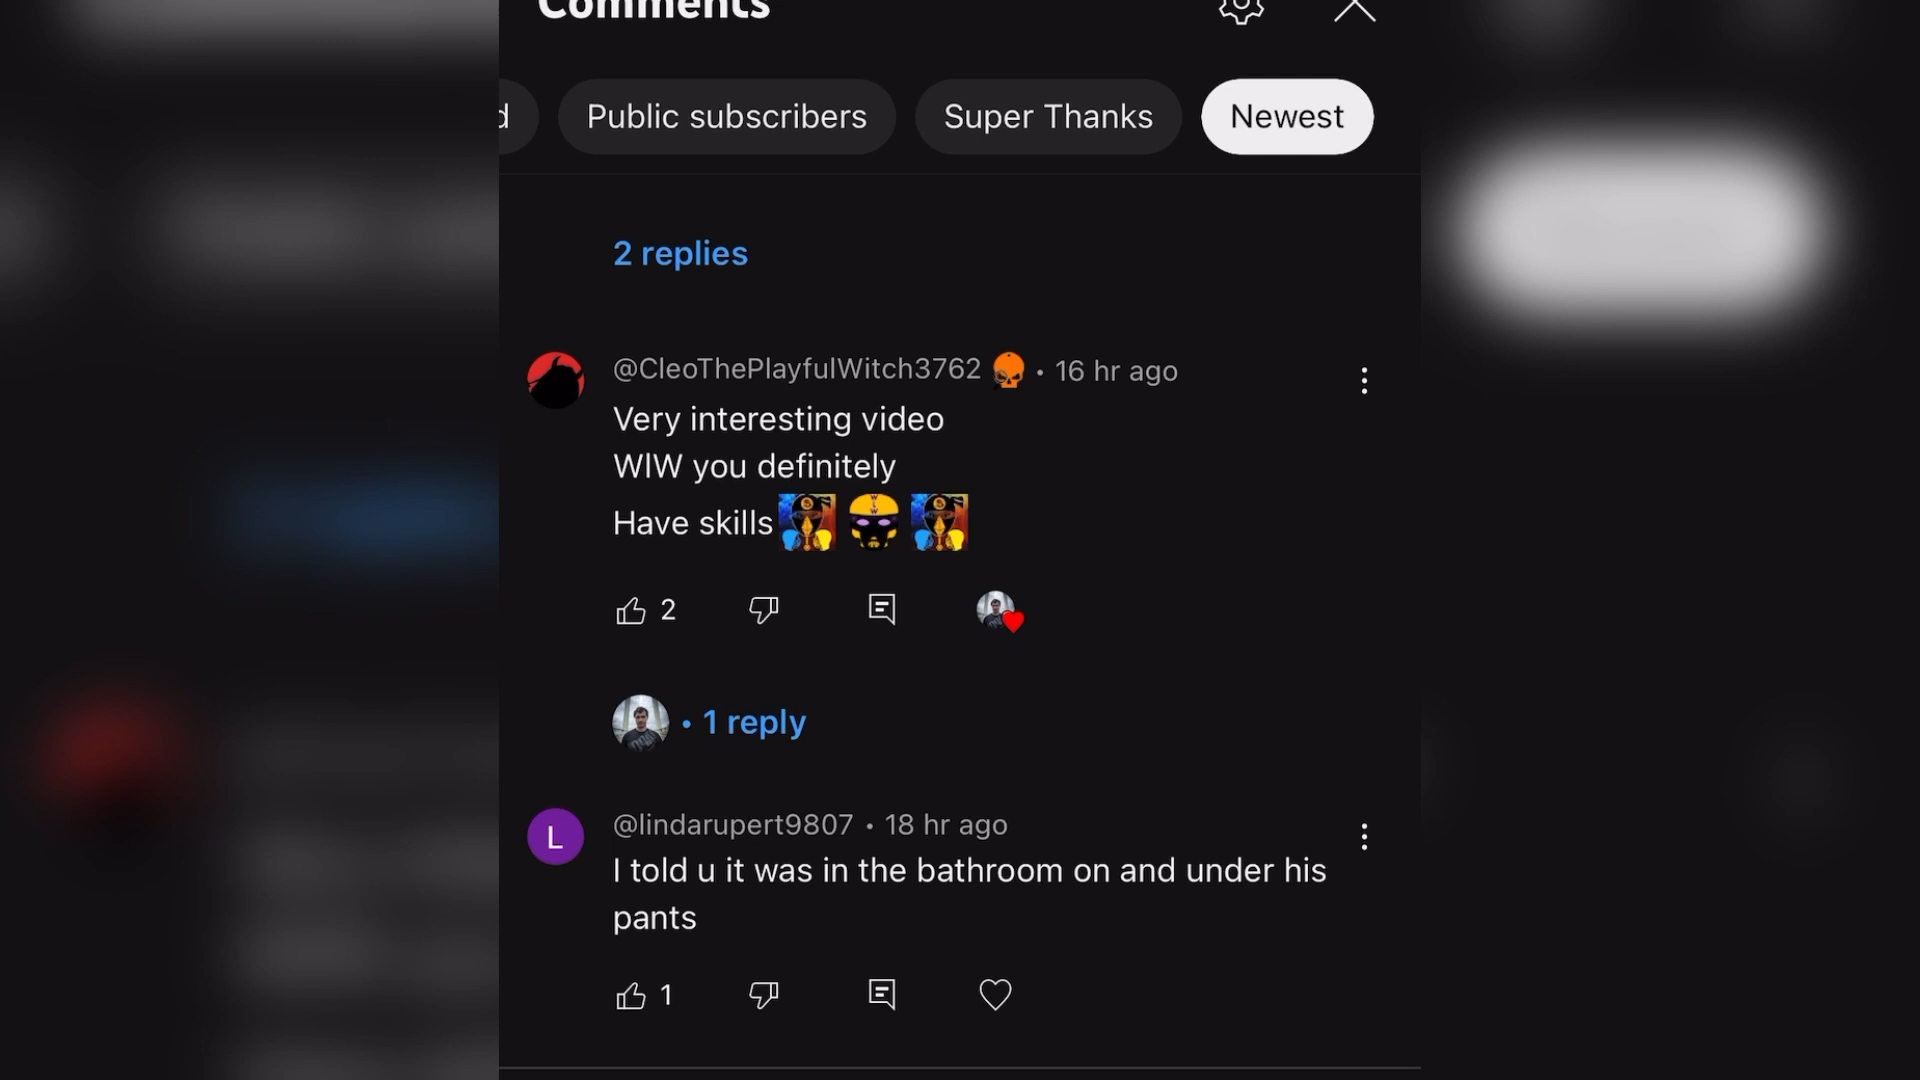 Comments
d
Public subscribers
Super Thanks
Newest
2 replies
@CleoThePlayfulWitch3762 • 16 hr ago
Very interesting video
WlW you definitely
Have skills
2
• 1 reply
L
@lindarupert9807 • 18 hr ago
I told u it was in the bathroom on and under his
pants
1